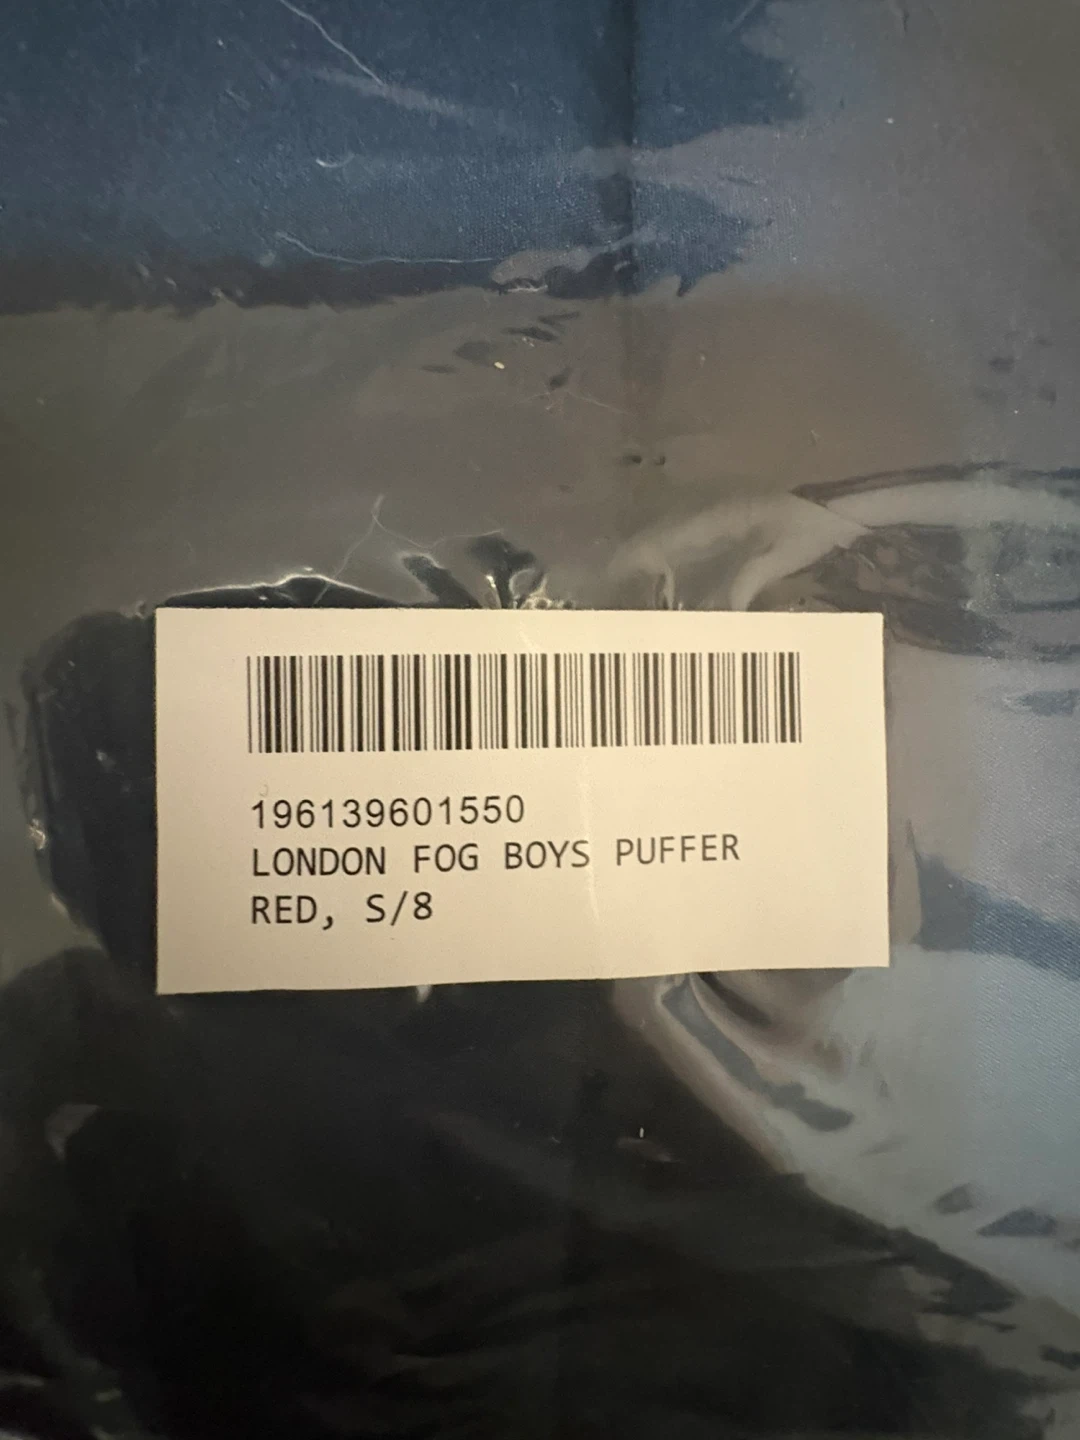 196139601550
LONDON FOG BOYS PUFFER
RED, S/8